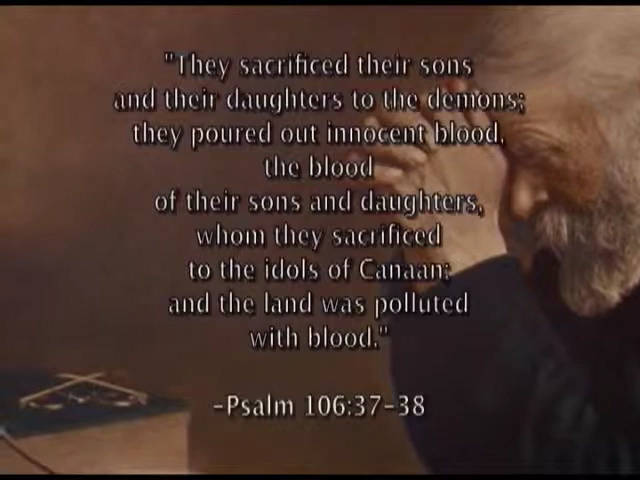 "They sacrificed their sons
and their daughters to the demons;
they poured out innocent blood,
the blood
of their sons and daughters,
whom they sacrificed
to the idols of Canaan;
and the land was polluted
with blood."
-Psalm 106:37-38